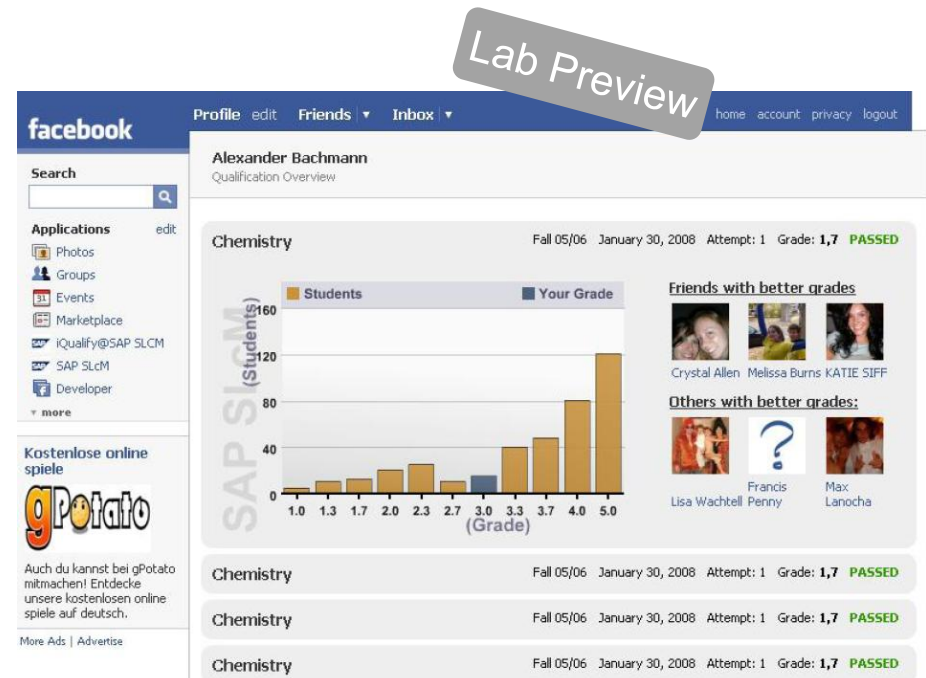 Lab Preview
facebook
Profile edit Friends Inbox
home account privacy logout
Search
Applications edit
Photos
Groups
31 Events
Marketplace
SAP iQualify@SAP SLCM
SAP SAP SLcM
Developer
more
Kostenlose online
spiele
gPotato
Auch du kannst bei gPotato
mitmachen! Entdecke
unsere kostenlosen online
spiele auf deutsch.
More Ads | Advertise
Alexander Bachmann
Qualification Overview
Chemistry Fall 05/06 January 30, 2008 Attempt: 1 Grade: 1,7 PASSED
SAP SLcM
Students Your Grade
(Students)
160
120
80
40
0
1.0 1.3 1.7 2.0 2.3 2.7 3.0 3.3 3.7 4.0 5.0
(Grade)
Friends with better grades
Crystal Allen Melissa Burns KATIE SIFF
Others with better grades:
?
Lisa Wachtell Francis Penny Max Lanocha
Chemistry Fall 05/06 January 30, 2008 Attempt: 1 Grade: 1,7 PASSED
Chemistry Fall 05/06 January 30, 2008 Attempt: 1 Grade: 1,7 PASSED
Chemistry Fall 05/06 January 30, 2008 Attempt: 1 Grade: 1,7 PASSED